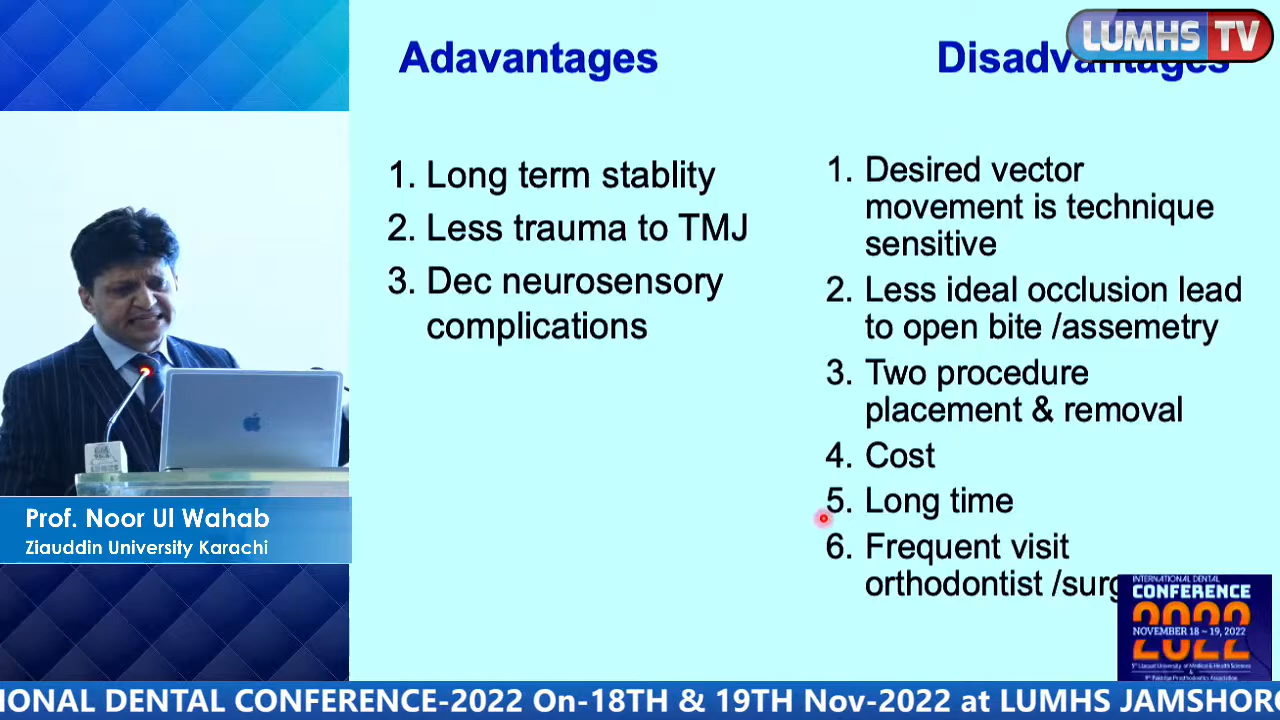 LUMHS TV
Adavantages
Disadvantages
1. Long term stablity
2. Less trauma to TMJ
3. Dec neurosensory
complications
1. Desired vector
movement is technique
sensitive
2. Less ideal occlusion lead
to open bite /assemetry
3. Two procedure
placement & removal
4. Cost
5. Long time
6. Frequent visit
orthodontist /surg
Prof. Noor Ul Wahab
Ziauddin University Karachi
INTERNATIONAL DENTAL
CONFERENCE
2022
NOVEMBER 18 ~ 19, 2022
IONAL DENTAL CONFERENCE-2022 On-18TH & 19TH Nov-2022 at LUMHS JAMSHORO